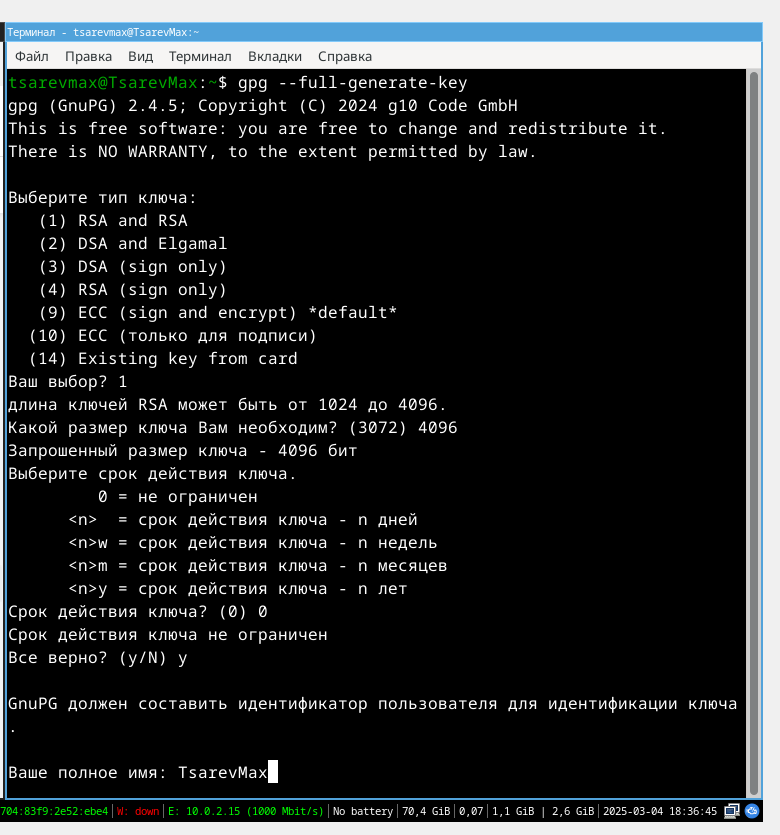 Терминал - tsarevmax@TsarevMax:~
Файл Правка Вид Терминал Вкладки Справка
tsarevmax@TsarevMax:~$ gpg --full-generate-key
gpg (GnuPG) 2.4.5; Copyright (C) 2024 g10 Code GmbH
This is free software: you are free to change and redistribute it.
There is NO WARRANTY, to the extent permitted by law.
Выберите тип ключа:
(1) RSA and RSA
(2) DSA and Elgamal
(3) DSA (sign only)
(4) RSA (sign only)
(9) ECC (sign and encrypt) *default*
(10) ECC (только для подписи)
(14) Existing key from card
Ваш выбор? 1
длина ключей RSA может быть от 1024 до 4096.
Какой размер ключа Вам необходим? (3072) 4096
Запрошенный размер ключа - 4096 бит
Выберите срок действия ключа.
0 = не ограничен
<n>  = срок действия ключа - n дней
<n>w = срок действия ключа - n недель
<n>m = срок действия ключа - n месяцев
<n>y = срок действия ключа - n лет
Срок действия ключа? (0) 0
Срок действия ключа не ограничен
Все верно? (y/N) y
GnuPG должен составить идентификатор пользователя для идентификации ключа
.
Ваше полное имя: TsarevMax
704:83f9:2e52:ebe4 | W: down | E: 10.0.2.15 (1000 Mbit/s) | No battery | 70,4 GiB | 0,07 | 1,1 GiB | 2,6 GiB | 2025-03-04 18:36:45